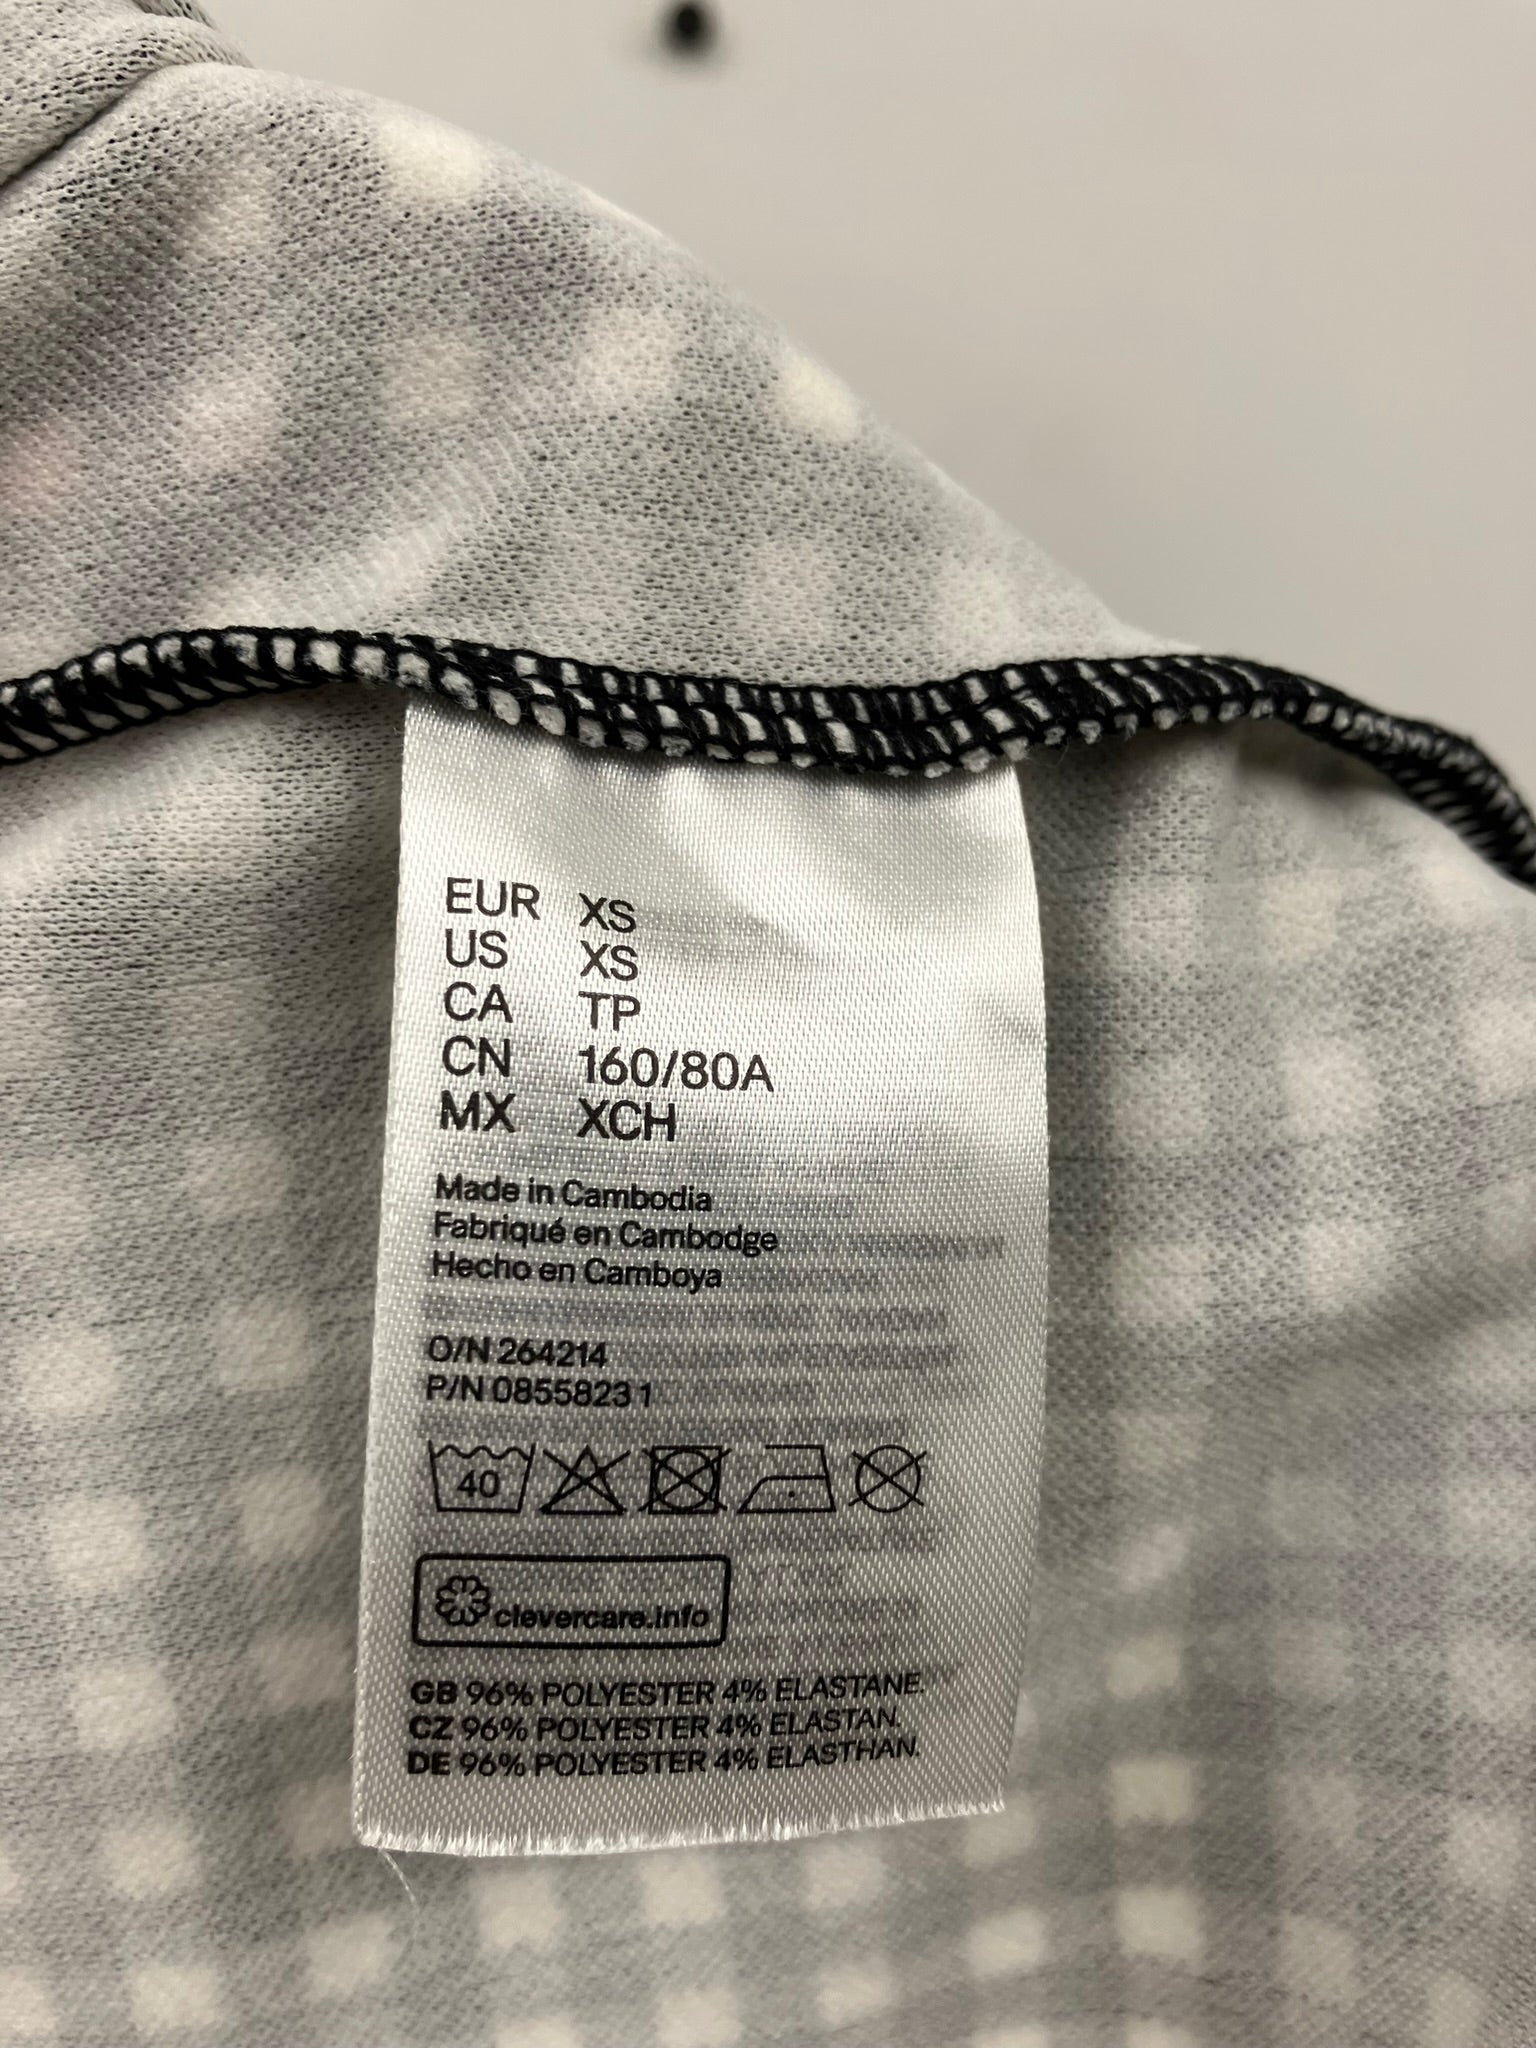 EUR XS
US XS
CA TP
CN 160/80A
MX XCH
Made in Cambodia
Fabriqué en Cambodge
Hecho en Camboya
O/N 264214
P/N 0855823 1
40
clevercare.info
GB 96% POLYESTER 4% ELASTANE.
CZ 96% POLYESTER 4% ELASTAN.
DE 96% POLYESTER 4% ELASTHAN.